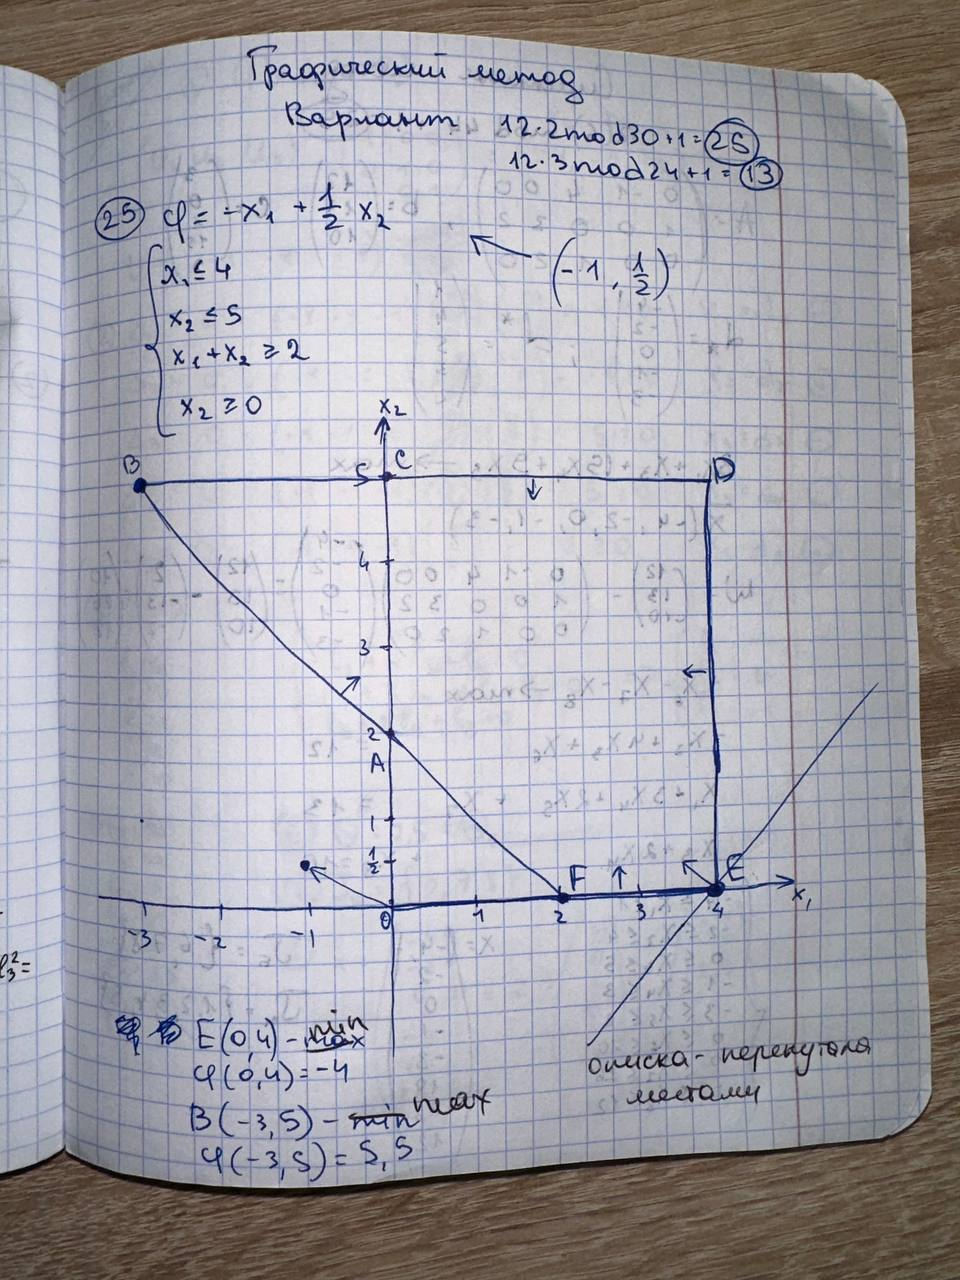 Графический метод
Вариант 12·2mod30+1=25
12·3mod24+1=13
25 φ = -x₁ + 1/2 x₂
(-1, 1/2)
x₁ ≤ 4
x₂ ≤ 5
x₁+x₂ ≥ 2
x₂ ≥ 0
x₂
B 5 C D
4
3
2
A
1
1/2 F E
-3 -2 -1 0 1 2 3 4 x₁
E(0,4) - max min
φ(0,4) = -4
B(-3,5) - min max
φ(-3,5) = 5,5
описка - перепутала
местами